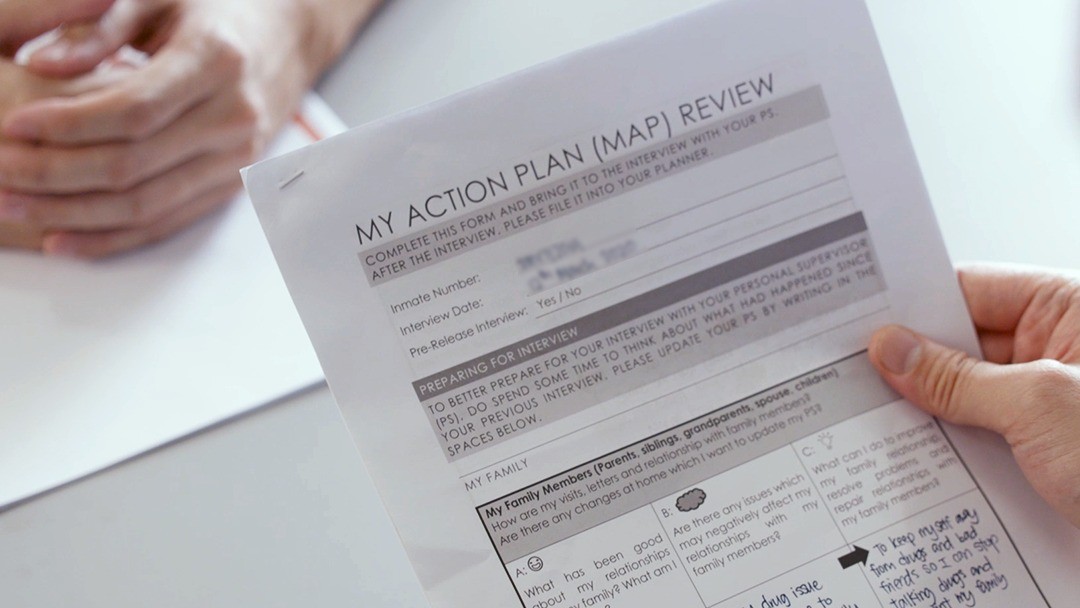 MY ACTION PLAN (MAP) REVIEW
COMPLETE THIS FORM AND BRING IT TO THE INTERVIEW WITH YOUR PS.
AFTER THE INTERVIEW, PLEASE FILE IT INTO YOUR PLANNER.
Inmate Number:
Interview Date:
Pre-Release Interview: Yes / No
PREPARING FOR INTERVIEW
TO BETTER PREPARE FOR YOUR INTERVIEW WITH YOUR PERSONAL SUPERVISOR
(PS), DO SPEND SOME TIME TO THINK ABOUT WHAT HAD HAPPENED SINCE
YOUR PREVIOUS INTERVIEW. PLEASE UPDATE YOUR PS BY WRITING IN THE
SPACES BELOW.
MY FAMILY
My Family Members (Parents, siblings, grandparents, spouse, children)
How are my visits, letters and relationship with family members?
Are there any changes at home which I want to update my PS?
A:
What has been good
about my relationships
my family? What am I
B:
Are there any issues which
may negatively affect my
relationships with my
family members?
drug issue
to
C:
What can I do to improve
my family relationships,
resolve problems and
repair relationships with
my family members?
To keep myself away
from drugs and bad
friends so I can stop
taking drugs and
my family